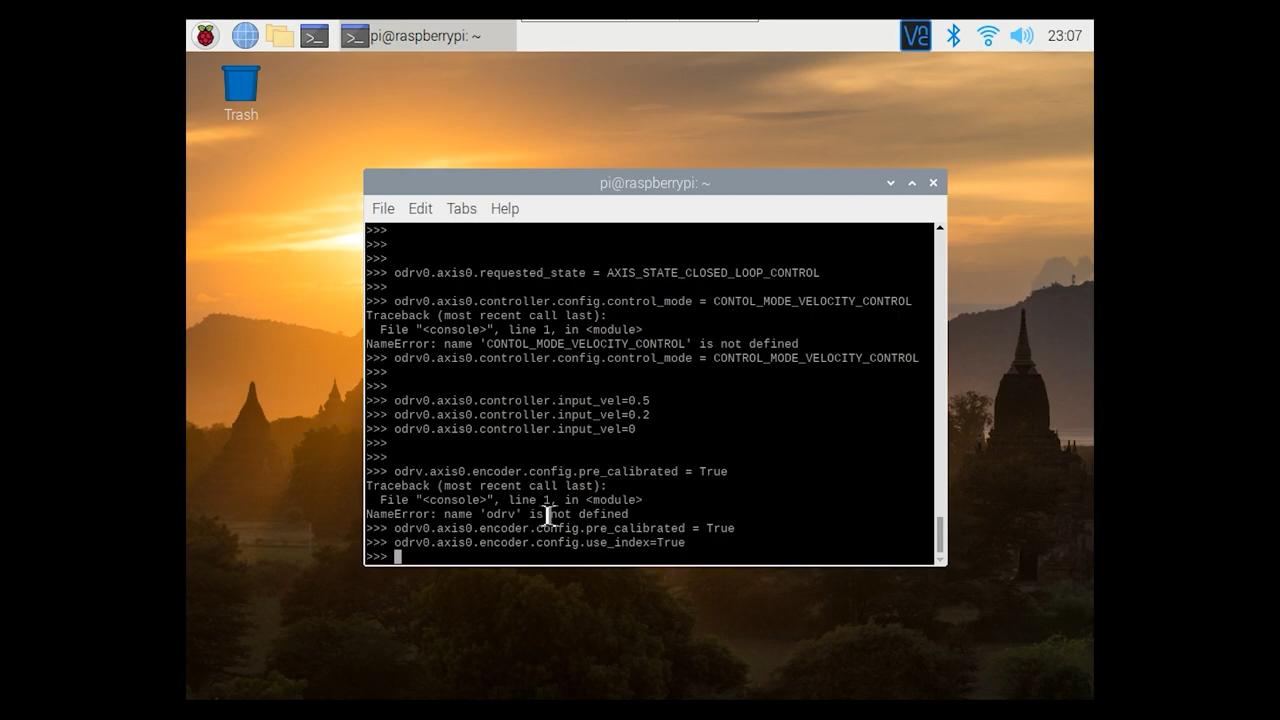 pi@raspberrypi: ~
23:07
Trash
pi@raspberrypi: ~
File Edit Tabs Help
>>>
>>>
>>>
>>> odrv0.axis0.requested_state = AXIS_STATE_CLOSED_LOOP_CONTROL
>>>
>>> odrv0.axis0.controller.config.control_mode = CONTOL_MODE_VELOCITY_CONTROL
Traceback (most recent call last):
  File "<console>", line 1, in <module>
NameError: name 'CONTOL_MODE_VELOCITY_CONTROL' is not defined
>>> odrv0.axis0.controller.config.control_mode = CONTROL_MODE_VELOCITY_CONTROL
>>>
>>>
>>> odrv0.axis0.controller.input_vel=0.5
>>> odrv0.axis0.controller.input_vel=0.2
>>> odrv0.axis0.controller.input_vel=0
>>>
>>>
>>> odrv.axis0.encoder.config.pre_calibrated = True
Traceback (most recent call last):
  File "<console>", line 1, in <module>
NameError: name 'odrv' is not defined
>>> odrv0.axis0.encoder.config.pre_calibrated = True
>>> odrv0.axis0.encoder.config.use_index=True
>>>